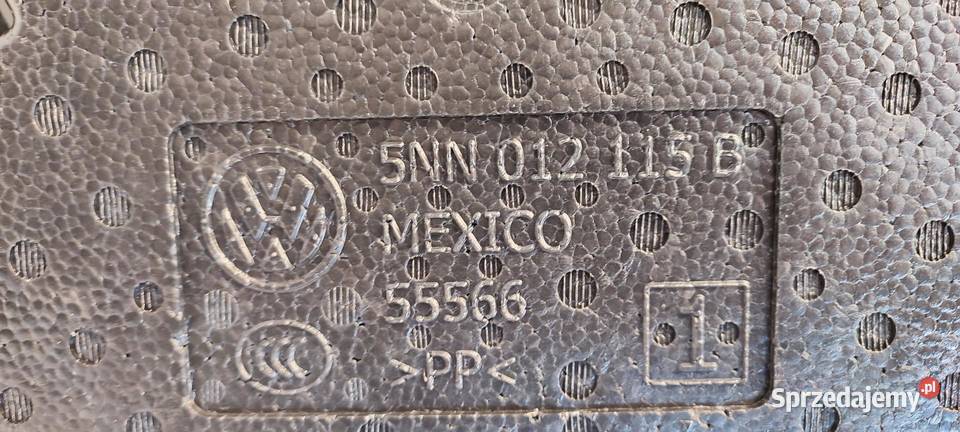 5NN 012 115 B
MEXICO
55566
>PP<
1
Sprzedajemy.pl